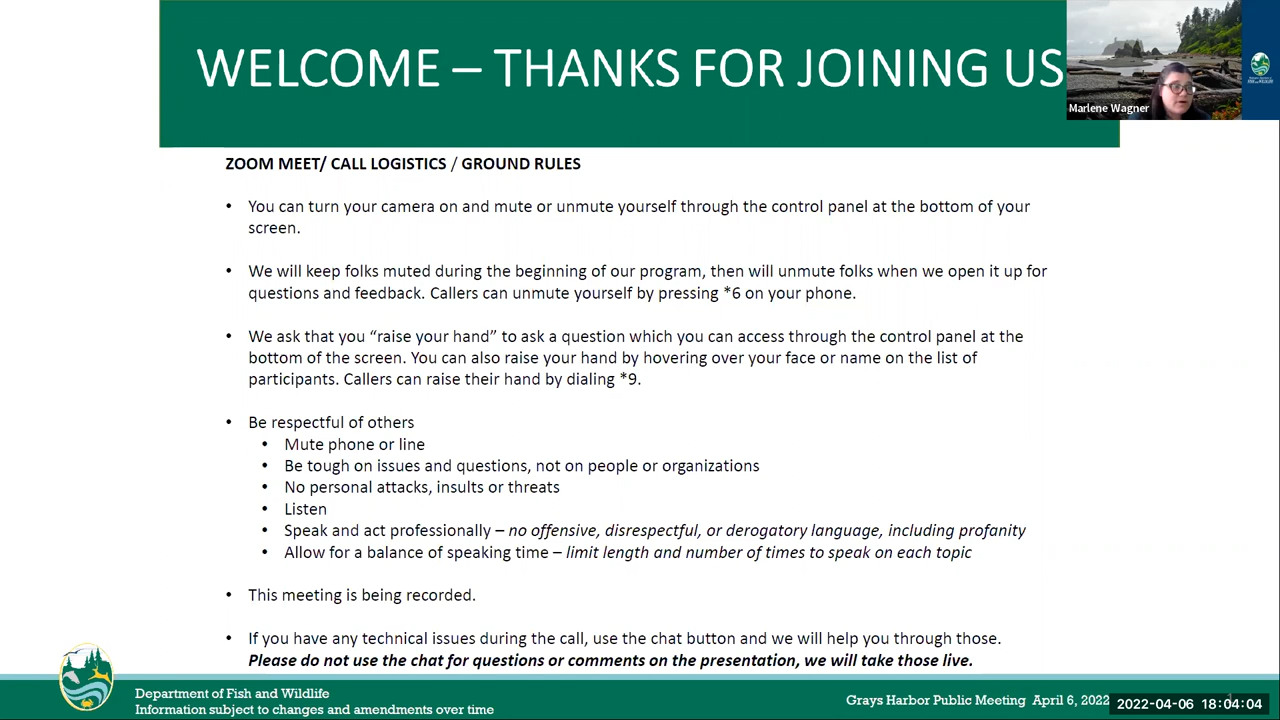 WELCOME – THANKS FOR JOINING US
Marlene Wagner
ZOOM MEET/ CALL LOGISTICS / GROUND RULES
• You can turn your camera on and mute or unmute yourself through the control panel at the bottom of your
screen.
• We will keep folks muted during the beginning of our program, then will unmute folks when we open it up for
questions and feedback. Callers can unmute yourself by pressing *6 on your phone.
• We ask that you “raise your hand” to ask a question which you can access through the control panel at the
bottom of the screen. You can also raise your hand by hovering over your face or name on the list of
participants. Callers can raise their hand by dialing *9.
• Be respectful of others
• Mute phone or line
• Be tough on issues and questions, not on people or organizations
• No personal attacks, insults or threats
• Listen
• Speak and act professionally – no offensive, disrespectful, or derogatory language, including profanity
• Allow for a balance of speaking time – limit length and number of times to speak on each topic
• This meeting is being recorded.
• If you have any technical issues during the call, use the chat button and we will help you through those.
Please do not use the chat for questions or comments on the presentation, we will take those live.
Department of Fish and Wildlife
Information subject to changes and amendments over time
Grays Harbor Public Meeting April 6, 2022
2022-04-06 18:04:04